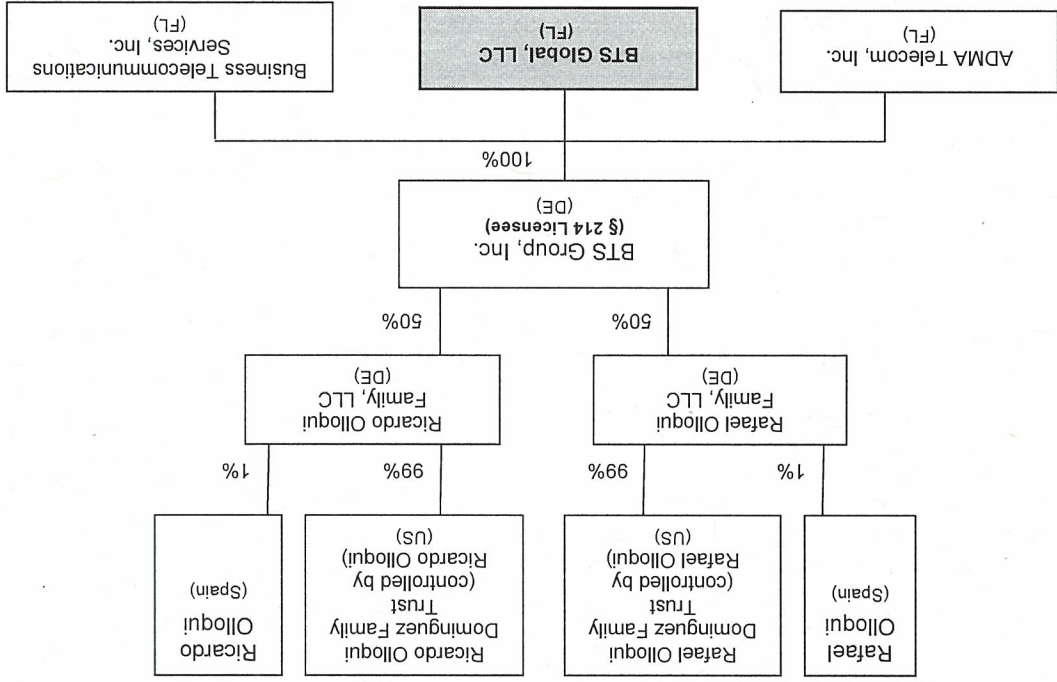 Rafael
Olloqui
(Spain)
Rafael Olloqui
Dominguez Family
Trust
(controlled by
Rafael Olloqui)
(US)
Ricardo Olloqui
Dominguez Family
Trust
(controlled by
Ricardo Olloqui)
(US)
Ricardo
Olloqui
(Spain)
1%
99%
99%
1%
Rafael Olloqui
Family, LLC
(DE)
Ricardo Olloqui
Family, LLC
(DE)
50%
50%
BTS Group, Inc.
(§ 214 Licensee)
(DE)
100%
ADMA Telecom, Inc.
(FL)
BTS Global, LLC
(FL)
Business Telecommunications
Services, Inc.
(FL)